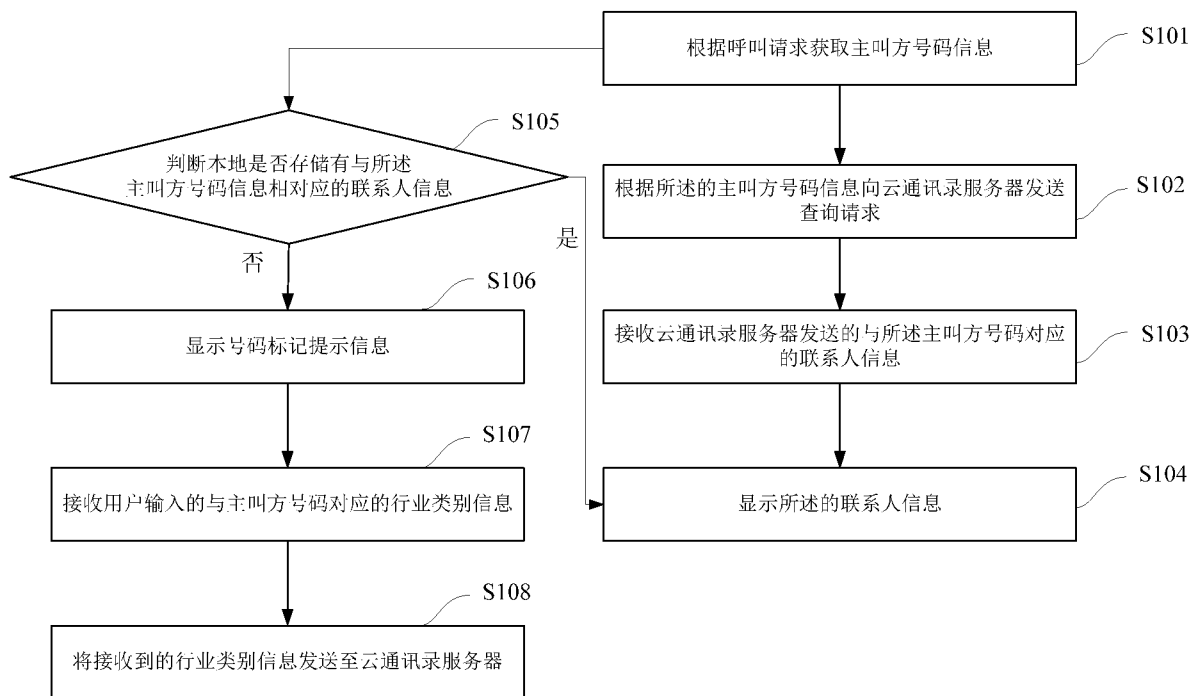 根据呼叫请求获取主叫方号码信息
S101
判断本地是否存储有与所述
主叫方号码信息相对应的联系人信息
S105
根据所述的主叫方号码信息向云通讯录服务器发送
查询请求
S102
否
是
显示号码标记提示信息
S106
接收云通讯录服务器发送的与所述主叫方号码对应
的联系人信息
S103
接收用户输入的与主叫方号码对应的行业类别信息
S107
显示所述的联系人信息
S104
将接收到的行业类别信息发送至云通讯录服务器
S108